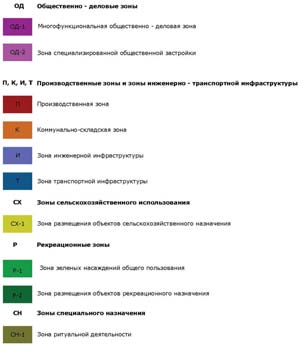 ОД Общественно - деловые зоны
ОД-1 Многофункциональная общественно - деловая зона
ОД-2 Зона специализированной общественной застройки
П, К, И, Т Производственные зоны и зоны инженерно - транспортной инфраструктуры
П Производственная зона
К Коммунально-складская зона
И Зона инженерной инфраструктуры
Т Зона транспортной инфраструктуры
СХ Зоны сельскохозяйственного использования
СХ-1 Зона размещения объектов сельскохозяйственного назначения
Р Рекреационные зоны
Р-1 Зона зеленых насаждений общего пользования
Р-2 Зона размещения объектов рекреационного назначения
СН Зоны специального назначения
СН-1 Зона ритуальной деятельности